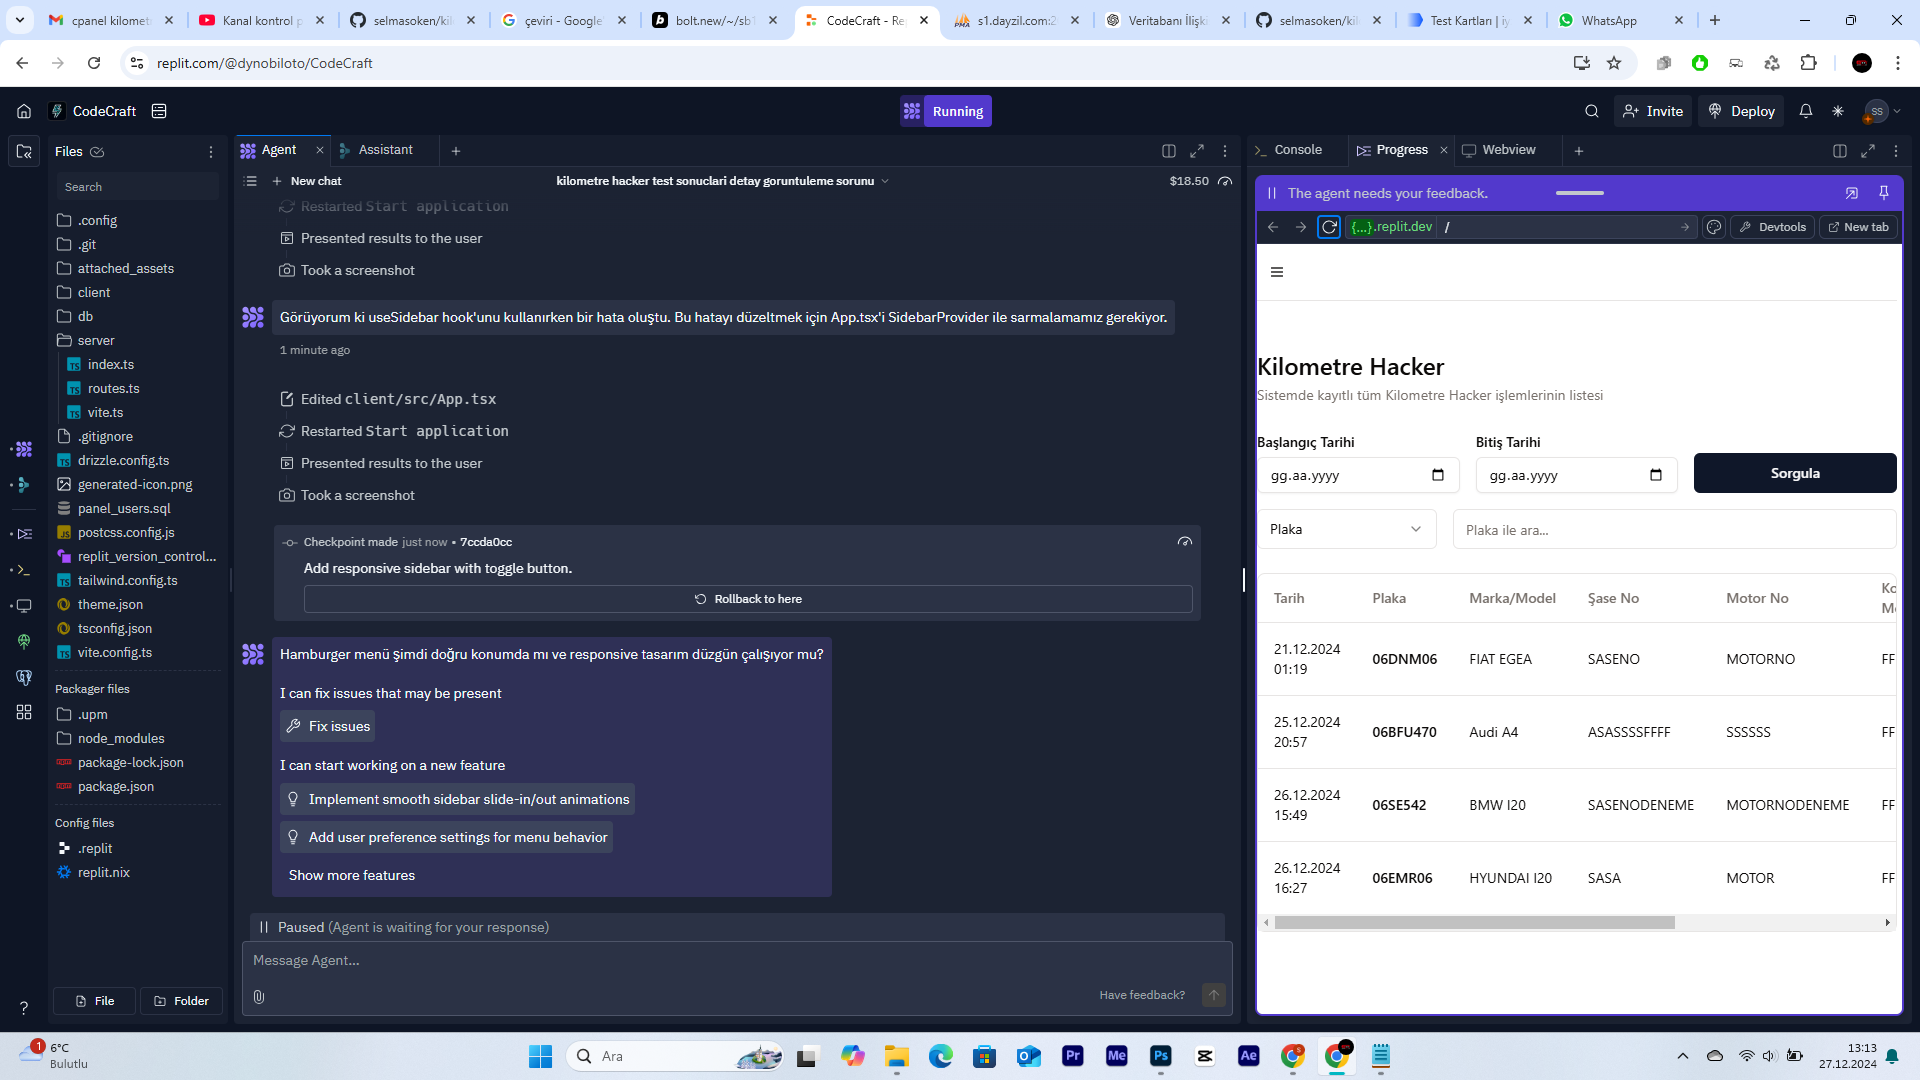 cpanel kilomet
Kanal kontrol p
selmasoken/kil
çeviri - Google'
bolt.new/~/sb1
CodeCraft - Re
s1.dayzil.com:2
Veritabanı İlişki
selmasoken/kil
Test Kartları | iy
WhatsApp
replit.com/@dynobiloto/CodeCraft
CodeCraft
Running
Invite
Deploy
SS
Files
Agent
Assistant
Console
Progress
Webview
Search
New chat
kilometre hacker test sonuclari detay goruntuleme sorunu
$18.50
The agent needs your feedback.
{...}.replit.dev
/
Devtools
New tab
.config
.git
attached_assets
client
db
server
index.ts
routes.ts
vite.ts
.gitignore
drizzle.config.ts
generated-icon.png
panel_users.sql
postcss.config.js
replit_version_control...
tailwind.config.ts
theme.json
tsconfig.json
vite.config.ts
Packager files
.upm
node_modules
package-lock.json
package.json
Config files
.replit
replit.nix
File
Folder
Restarted Start application
Presented results to the user
Took a screenshot
Görüyorum ki useSidebar hook'unu kullanırken bir hata oluştu. Bu hatayı düzeltmek için App.tsx'i SidebarProvider ile sarmalamamız gerekiyor.
1 minute ago
Edited client/src/App.tsx
Restarted Start application
Presented results to the user
Took a screenshot
Checkpoint made just now • 7ccda0cc
Add responsive sidebar with toggle button.
Rollback to here
Hamburger menü şimdi doğru konumda mı ve responsive tasarım düzgün çalışıyor mu?
I can fix issues that may be present
Fix issues
I can start working on a new feature
Implement smooth sidebar slide-in/out animations
Add user preference settings for menu behavior
Show more features
Paused (Agent is waiting for your response)
Message Agent...
Have feedback?
Kilometre Hacker
Sistemde kayıtlı tüm Kilometre Hacker işlemlerinin listesi
Başlangıç Tarihi
Bitiş Tarihi
gg.aa.yyyy
gg.aa.yyyy
Sorgula
Plaka
Plaka ile ara...
Tarih
Plaka
Marka/Model
Şase No
Motor No
Ko
Mo
21.12.2024
01:19
06DNM06
FIAT EGEA
SASENO
MOTORNO
FF
25.12.2024
20:57
06BFU470
Audi A4
ASASSSSFFFF
SSSSSS
FF
26.12.2024
15:49
06SE542
BMW I20
SASENODENEME
MOTORNODENEME
FF
26.12.2024
16:27
06EMR06
HYUNDAI I20
SASA
MOTOR
FF
1
6°C
Bulutlu
Ara
Pr
Me
Ps
Ae
13:13
27.12.2024